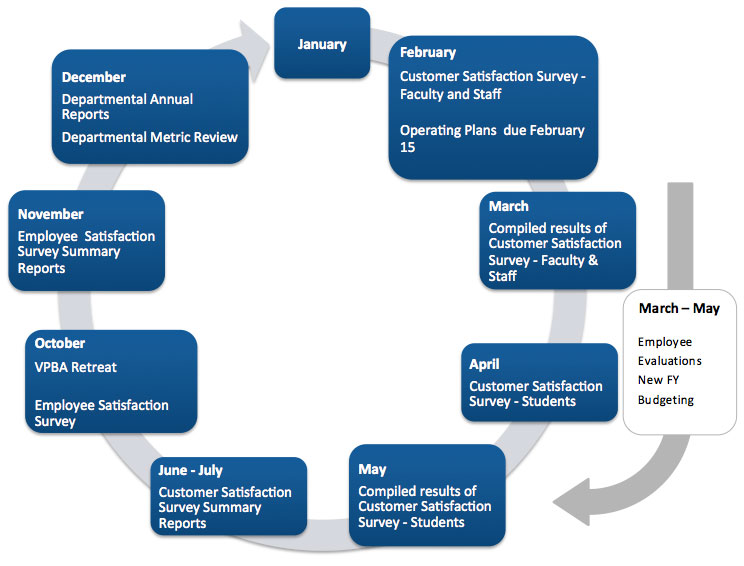 January
February
Customer Satisfaction Survey -
Faculty and Staff
Operating Plans due February
15
March
Compiled results of
Customer Satisfaction
Survey - Faculty &
Staff
March – May
Employee
Evaluations
New FY
Budgeting
April
Customer Satisfaction
Survey - Students
May
Compiled results of
Customer Satisfaction
Survey - Students
June - July
Customer Satisfaction
Survey Summary
Reports
October
VPBA Retreat
Employee Satisfaction
Survey
November
Employee Satisfaction
Survey Summary
Reports
December
Departmental Annual
Reports
Departmental Metric Review